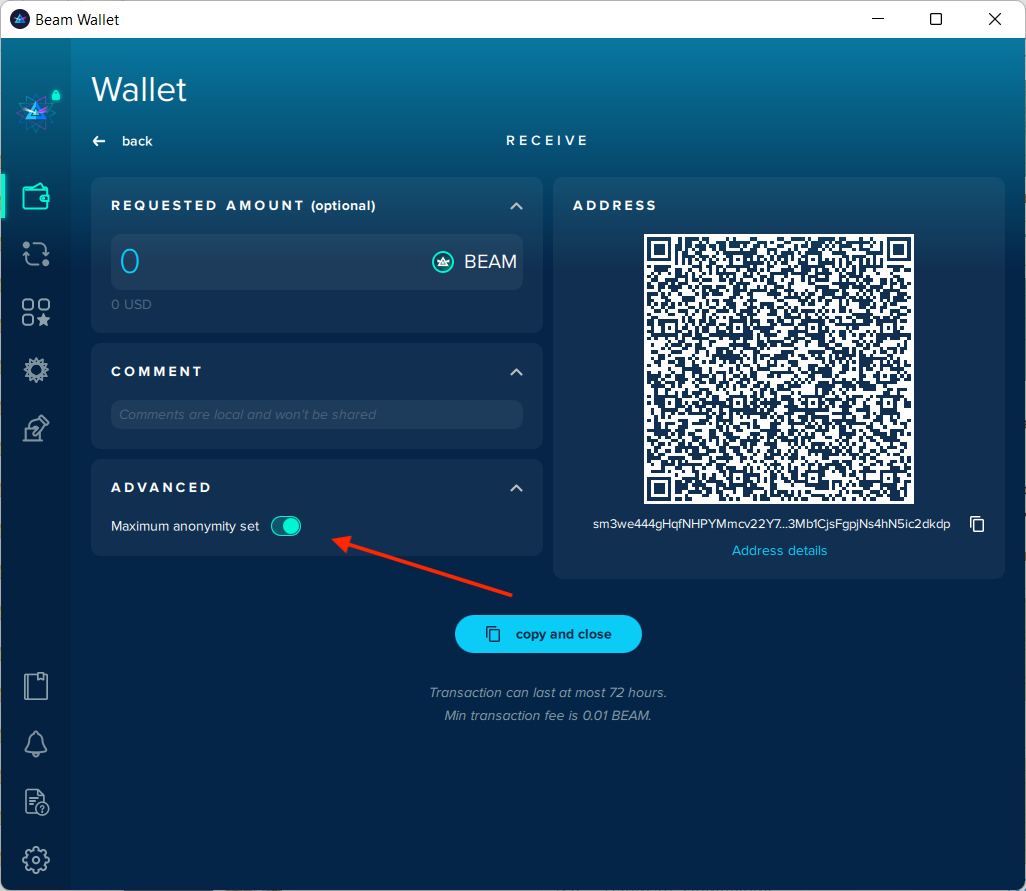 Beam Wallet
Wallet
back
RECEIVE
REQUESTED AMOUNT (optional)
0
BEAM
0 USD
COMMENT
Comments are local and won't be shared
ADVANCED
Maximum anonymity set
ADDRESS
sm3we444gHqfNHPYMmcv22Y7...3Mb1CjsFgpjNs4hN5ic2dkdp
Address details
copy and close
Transaction can last at most 72 hours.
Min transaction fee is 0.01 BEAM.